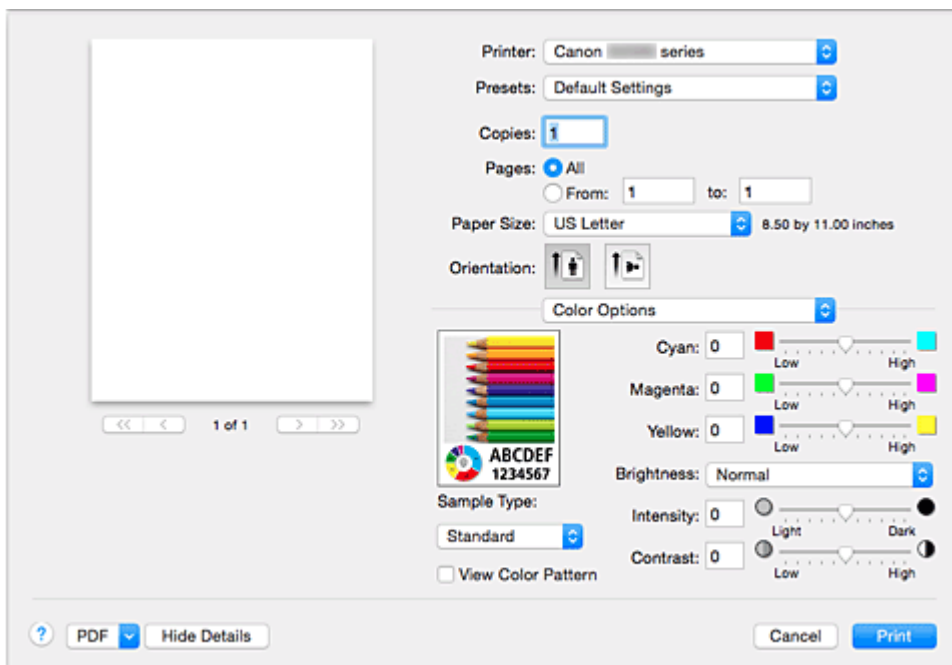 Printer: Canon series
Presets: Default Settings
Copies: 1
Pages: All
From: 1 to: 1
Paper Size: US Letter 8.50 by 11.00 inches
Orientation:
Color Options
<< < 1 of 1 > >>
ABCDEF
1234567
Sample Type:
Standard
View Color Pattern
Cyan: 0
Low High
Magenta: 0
Low High
Yellow: 0
Low High
Brightness: Normal
Intensity: 0
Light Dark
Contrast: 0
Low High
? PDF Hide Details Cancel Print